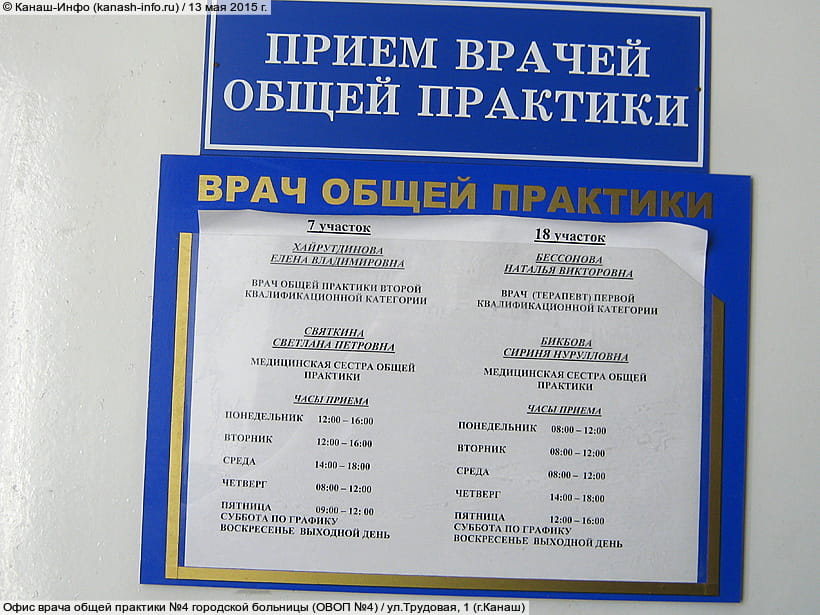 © Канаш-Инфо (kanash-info.ru) / 13 мая 2015 г.
ПРИЕМ ВРАЧЕЙ
ОБЩЕЙ ПРАКТИКИ
ВРАЧ ОБЩЕЙ ПРАКТИКИ
7 участок
ХАЙРУТДИНОВА
ЕЛЕНА ВЛАДИМИРОВНА
ВРАЧ ОБЩЕЙ ПРАКТИКИ ВТОРОЙ
КВАЛИФИКАЦИОННОЙ КАТЕГОРИИ
СВЯТКИНА
СВЕТЛАНА ПЕТРОВНА
МЕДИЦИНСКАЯ СЕСТРА ОБЩЕЙ
ПРАКТИКИ
ЧАСЫ ПРИЕМА
ПОНЕДЕЛЬНИК 12:00 – 16:00
ВТОРНИК 12:00 – 16:00
СРЕДА 14:00 – 18:00
ЧЕТВЕРГ 08:00 – 12:00
ПЯТНИЦА 09:00 – 12: 00
СУББОТА ПО ГРАФИКУ
ВОСКРЕСЕНЬЕ ВЫХОДНОЙ ДЕНЬ
18 участок
БЕССОНОВА
НАТАЛЬЯ ВИКТОРОВНА
ВРАЧ (ТЕРАПЕВТ) ПЕРВОЙ
КВАЛИФИКАЦИОННОЙ КАТЕГОРИИ
БИКБОВА
СИРИНЯ НУРУЛЛОВНА
МЕДИЦИНСКАЯ СЕСТРА ОБЩЕЙ
ПРАКТИКИ
ЧАСЫ ПРИЕМА
ПОНЕДЕЛЬНИК 08:00 – 12:00
ВТОРНИК 08:00 – 12:00
СРЕДА 08:00 – 12:00
ЧЕТВЕРГ 14:00 – 18:00
ПЯТНИЦА 12:00 – 16:00
СУББОТА ПО ГРАФИКУ
ВОСКРЕСЕНЬЕ ВЫХОДНОЙ ДЕНЬ
Офис врача общей практики №4 городской больницы (ОВОП №4) / ул.Трудовая, 1 (г.Канаш)